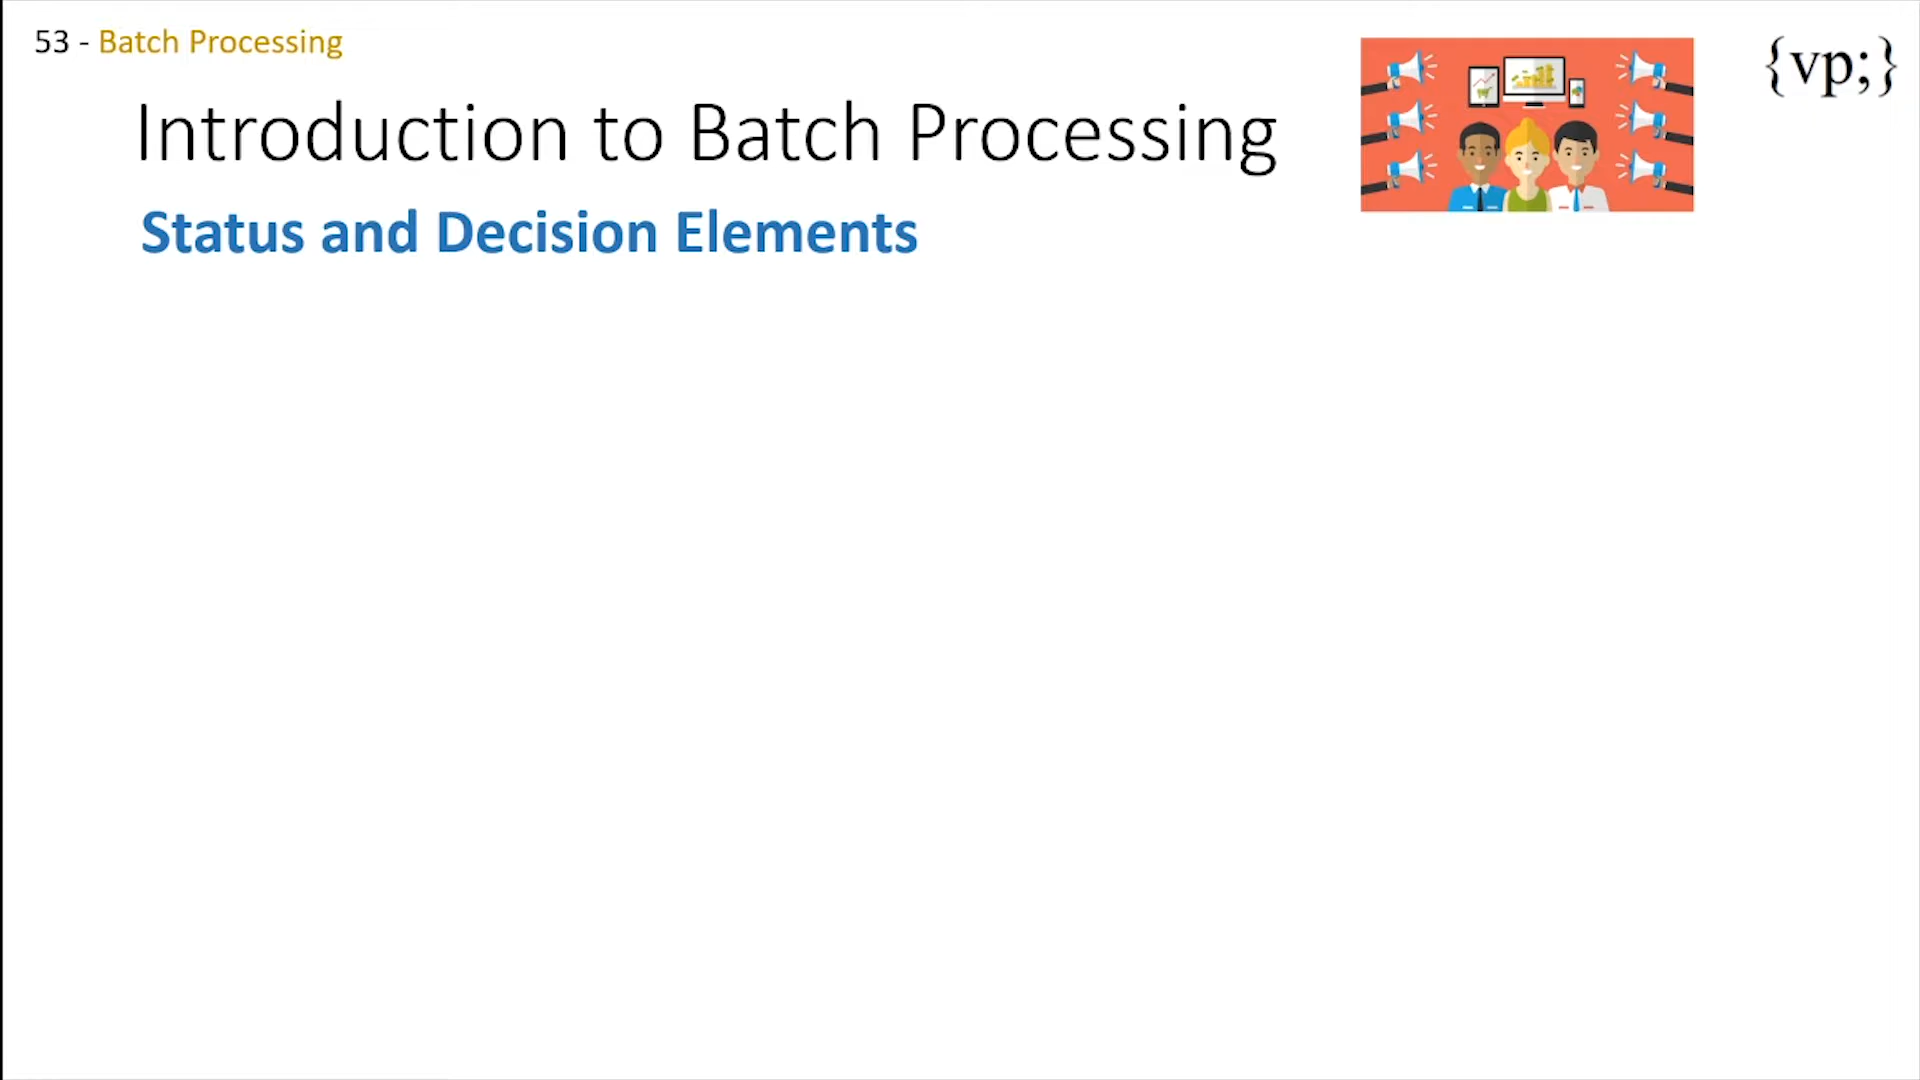 53 - Batch Processing
{vp;}
Introduction to Batch Processing
Status and Decision Elements